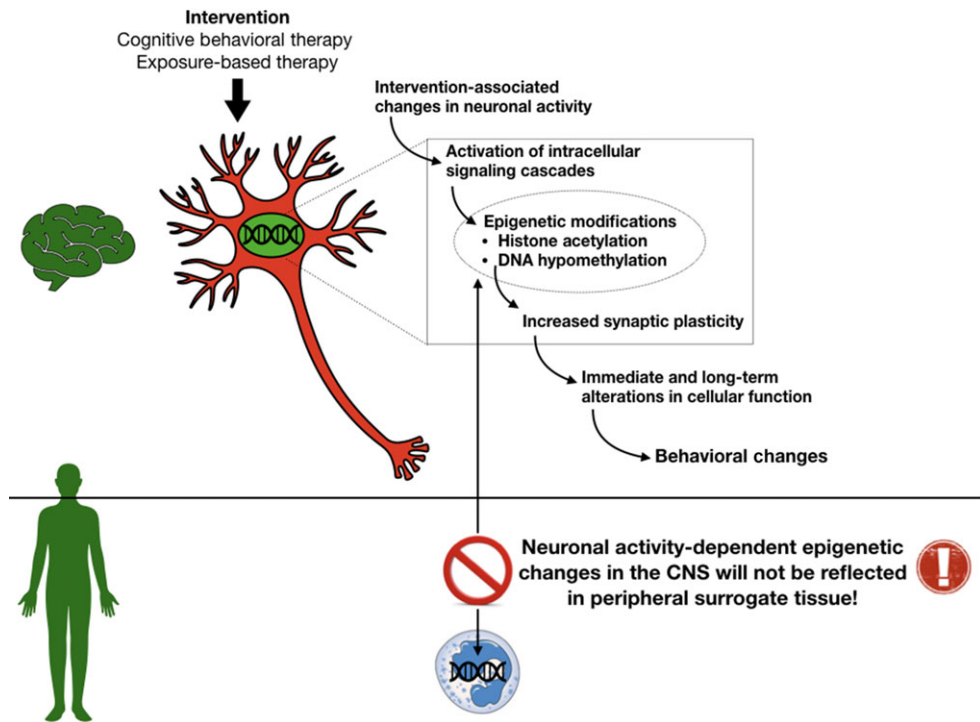 Intervention
Cognitive behavioral therapy
Exposure-based therapy
Intervention-associated
changes in neuronal activity
Activation of intracellular
signaling cascades
Epigenetic modifications
• Histone acetylation
• DNA hypomethylation
Increased synaptic plasticity
Immediate and long-term
alterations in cellular function
Behavioral changes
Neuronal activity-dependent epigenetic
changes in the CNS will not be reflected
in peripheral surrogate tissue!
!